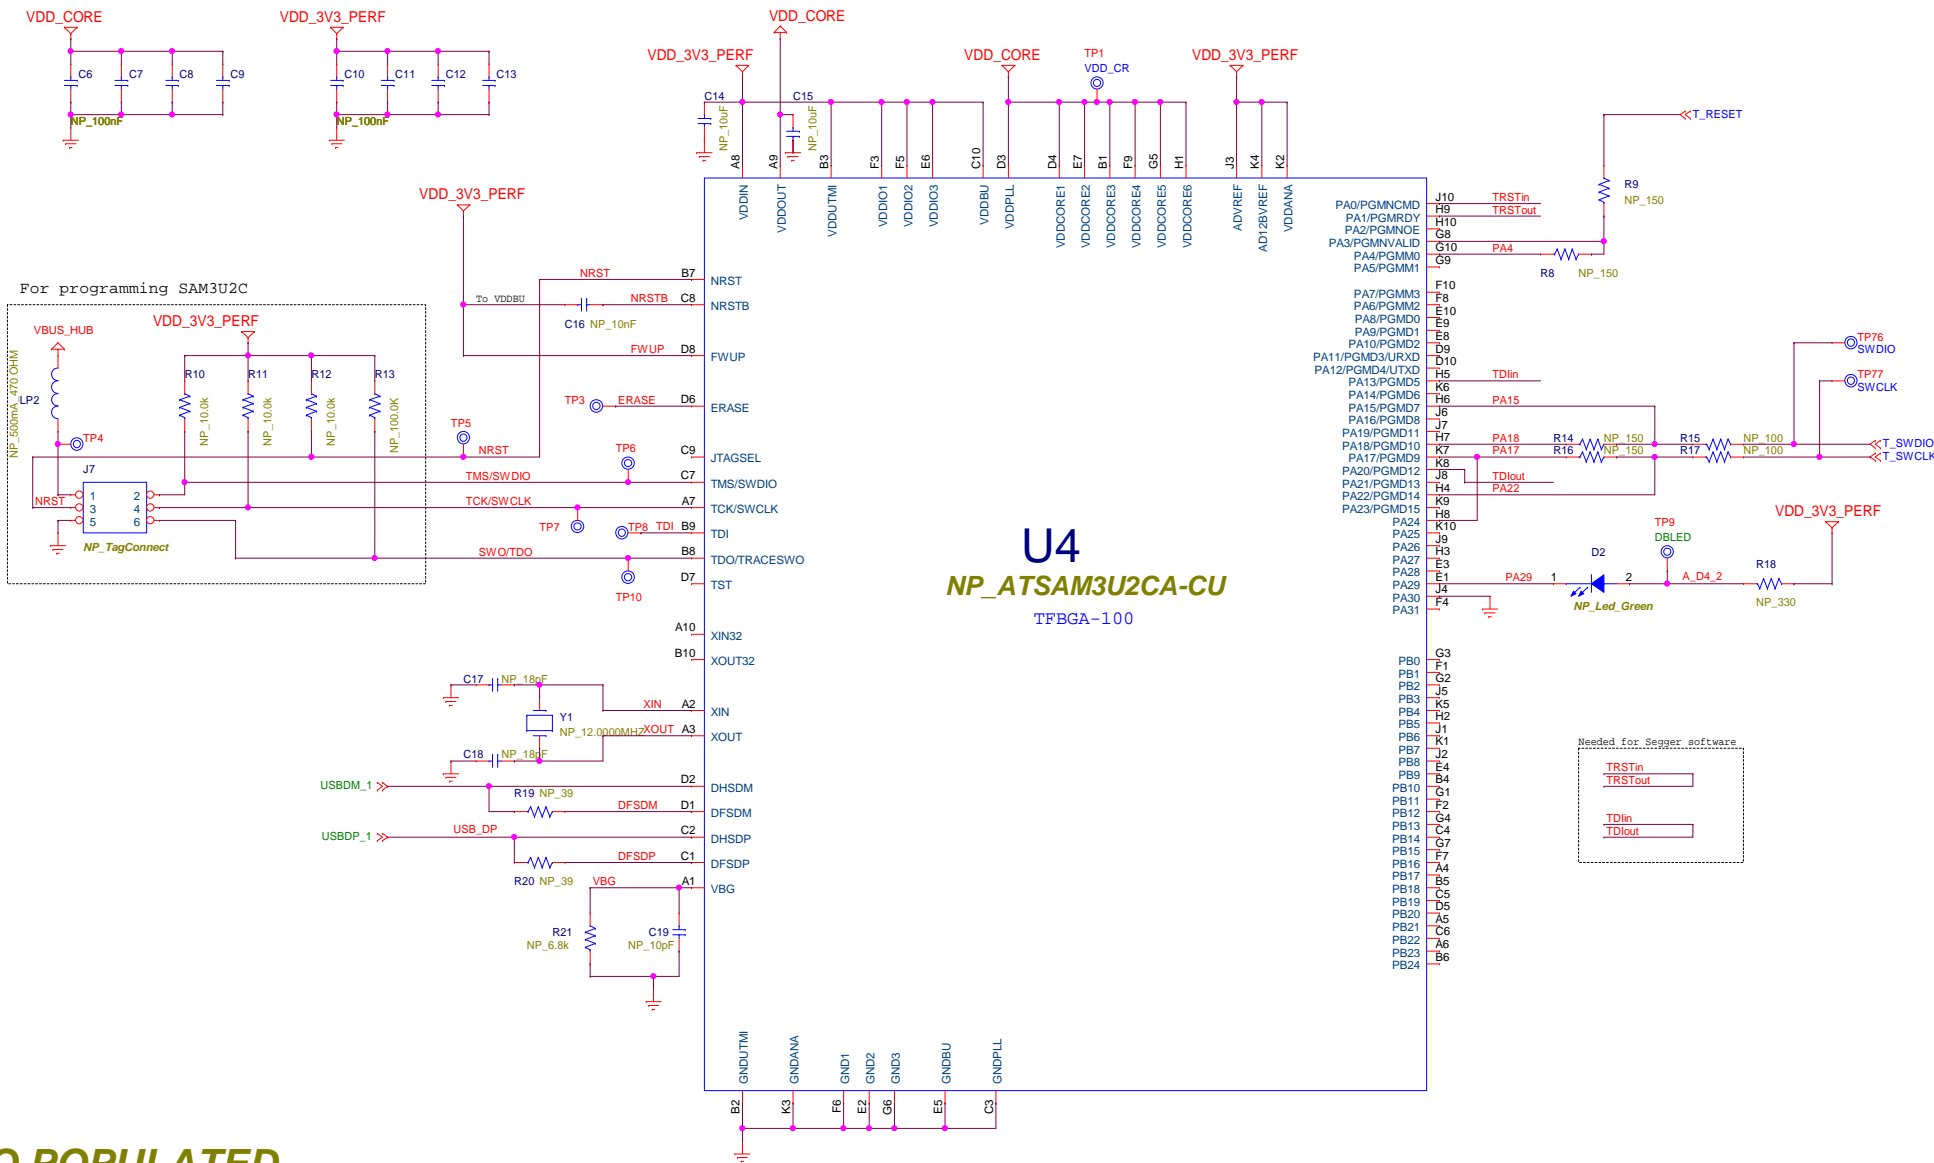 VDD_CORE
VDD_3V3_PERF
C6
C7
C8
C9
NP_100nF
C10
C11
C12
C13
NP_100nF
VDD_CORE
VDD_3V3_PERF
C14
NP_10uF
C15
NP_10uF
VDD_CORE
TP1
VDD_CR
VDD_3V3_PERF
A8
A9
B3
F3
F5
E6
C10
D3
D4
E7
B1
F9
G5
H1
J3
K4
K2
VDDIN
VDDOUT
VDDUTMI
VDDIO1
VDDIO2
VDDIO3
VDDBU
VDDPLL
VDDCORE1
VDDCORE2
VDDCORE3
VDDCORE4
VDDCORE5
VDDCORE6
ADVREF
AD12BVREF
VDDANA
VDD_3V3_PERF
NRST B7 NRST
To VDDBU
C16 NP_10nF
NRSTB C8 NRSTB
FWUP D8 FWUP
TP3 ERASE D6 ERASE
For programming SAM3U2C
VBUS_HUB
VDD_3V3_PERF
NP_500mA_470 OHM
LP2
TP4
R10
NP_10.0k
R11
NP_10.0k
R12
NP_10.0k
R13
NP_100.0K
J7
NRST
1 2
3 4
5 6
NP_TagConnect
TP5
NRST
TP6
C9 JTAGSEL
TMS/SWDIO C7 TMS/SWDIO
TCK/SWCLK A7 TCK/SWCLK
TP7
TP8 TDI B9 TDI
SWO/TDO B8 TDO/TRACESWO
TP10
D7 TST
A10 XIN32
B10 XOUT32
C17 NP_18pF
XIN A2 XIN
Y1
NP_12.0000MHZ
XOUT A3 XOUT
C18 NP_18pF
USBDM_1
D2 DHSDM
R19 NP_39
DFSDM D1 DFSDM
USBDP_1
USB_DP C2 DHSDP
R20 NP_39
DFSDP C1 DFSDP
VBG A1 VBG
R21
NP_6.8k
C19
NP_10pF
U4
NP_ATSAM3U2CA-CU
TFBGA-100
GNDUTMI
GNDANA
GND1
GND2
GND3
GNDBU
GNDPLL
B2
K3
F6
E2
G6
E5
C3
PA0/PGMNCMD J10 TRSTin
PA1/PGMRDY H9 TRSTout
PA2/PGMNOE H10
PA3/PGMNVALID G8
PA4/PGMM0 G10 PA4
PA5/PGMM1 G9
R8 NP_150
R9
NP_150
T_RESET
PA7/PGMM3 F10
PA6/PGMM2 F8
PA8/PGMD0 E10
PA9/PGMD1 E9
PA10/PGMD2 E8
PA11/PGMD3/URXD D9
PA12/PGMD4/UTXD D10
PA13/PGMD5 H5 TDIin
PA14/PGMD6 K6
PA15/PGMD7 H6 PA15
PA16/PGMD8 J6
PA19/PGMD11 J7
PA18/PGMD10 H7 PA18
PA17/PGMD9 K7 PA17
PA20/PGMD12 K8
PA21/PGMD13 J8 TDIout
PA22/PGMD14 H4 PA22
PA23/PGMD15 K9
PA24 H8
PA25 K10
PA26 J9
PA27 H3
PA28 E3
PA29 E1 PA29
PA30 J4
PA31 F4
R14 NP_150
R16 NP_150
R15 NP_100
R17 NP_100
TP76
SWDIO
TP77
SWCLK
T_SWDIO
T_SWCLK
1 D2 2
NP_Led_Green
TP9
DBLED
A_D4_2
R18
NP_330
VDD_3V3_PERF
PB0 G3
PB1 F1
PB2 G2
PB3 J5
PB4 K5
PB5 H2
PB6 J1
PB7 K1
PB8 J2
PB9 E4
PB10 B4
PB11 G1
PB12 F2
PB13 G4
PB14 C4
PB15 G7
PB16 F7
PB17 A4
PB18 B5
PB19 C5
PB20 D5
PB21 A5
PB22 C6
PB23 A6
PB24 B6
Needed for Segger software
TRSTin
TRSTout
TDIin
TDIout
O POPULATED